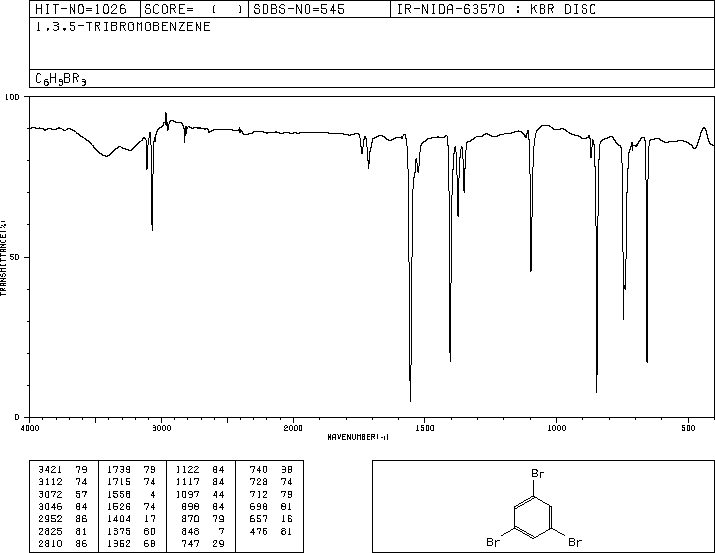 HIT-NO=1026 SCORE= ( ) SDBS-NO=545 IR-NIDA-63570 : KBR DISC
1,3,5-TRIBROMOBENZENE
C6H3BR3
100
50
0
TRANSMITTANCE(%)
4000 3000 2000 1500 1000 500
WAVENUMBER(-1)
3421 79 1739 79 1122 84 740 38
3112 74 1715 74 1117 84 728 74
3072 57 1558 4 1097 44 712 79
3046 84 1526 74 898 84 698 81
2952 86 1404 17 870 79 657 16
2825 81 1375 60 848 7 476 81
2810 86 1352 68 747 29
Br
Br Br